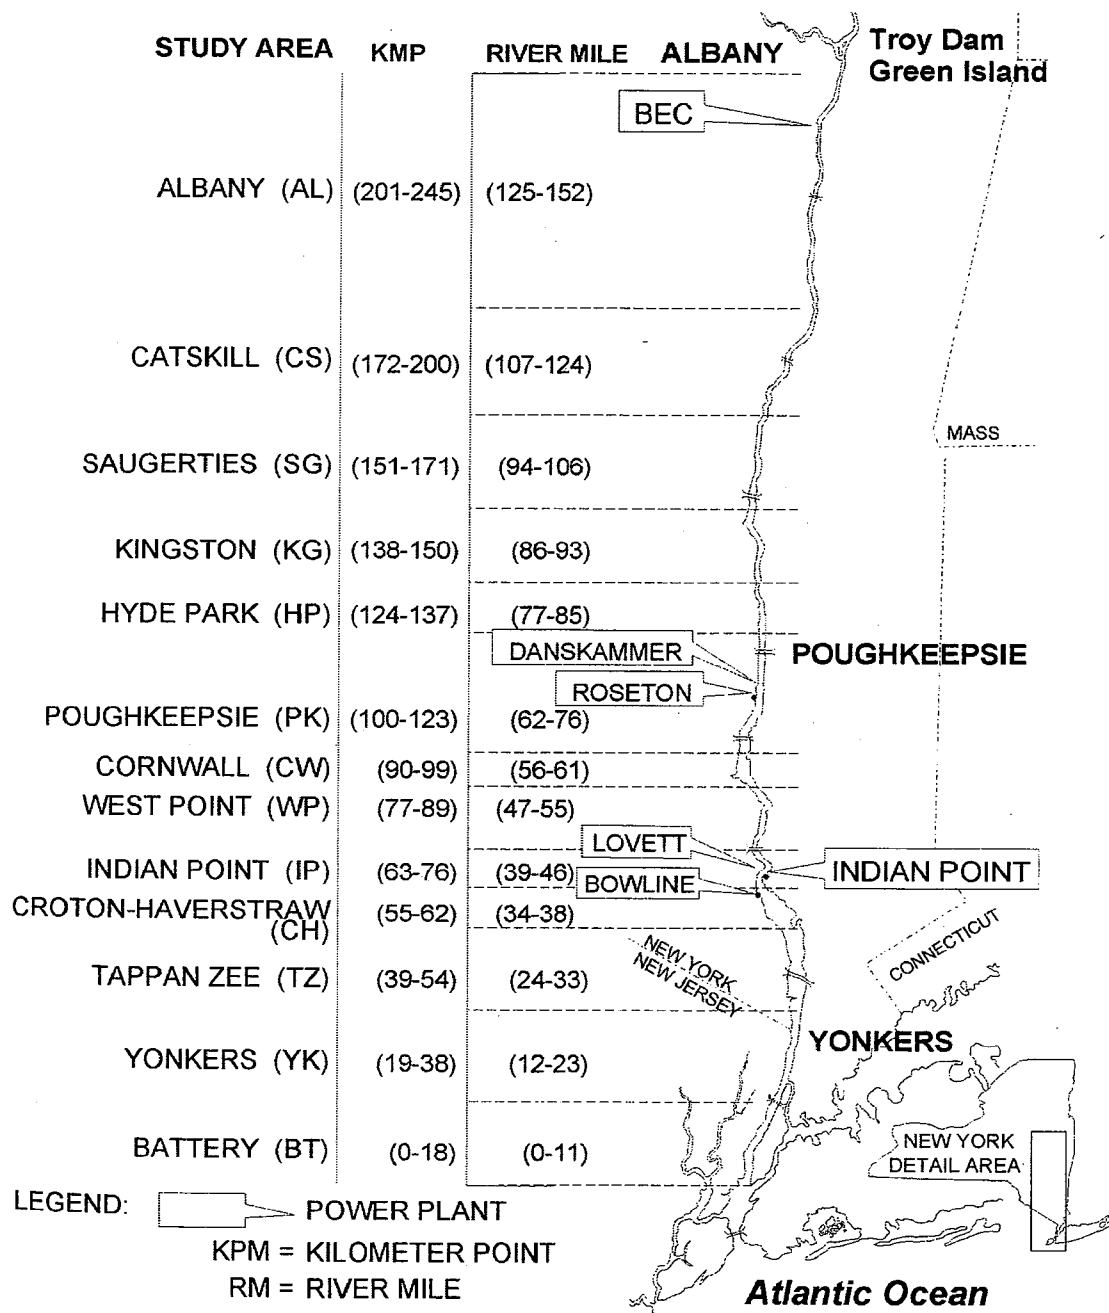 STUDY AREA KMP RIVER MILE ALBANY
Troy Dam
Green Island
BEC
ALBANY (AL) (201-245) (125-152)
CATSKILL (CS) (172-200) (107-124)
MASS
SAUGERTIES (SG) (151-171) (94-106)
KINGSTON (KG) (138-150) (86-93)
HYDE PARK (HP) (124-137) (77-85)
DANSKAMMER
POUGHKEEPSIE
ROSETON
POUGHKEEPSIE (PK) (100-123) (62-76)
CORNWALL (CW) (90-99) (56-61)
WEST POINT (WP) (77-89) (47-55)
LOVETT
INDIAN POINT (IP) (63-76) (39-46) INDIAN POINT
BOWLINE
CROTON-HAVERSTRAW (55-62) (34-38)
(CH)
NEW YORK
NEW JERSEY
CONNECTICUT
TAPPAN ZEE (TZ) (39-54) (24-33)
YONKERS
YONKERS (YK) (19-38) (12-23)
BATTERY (BT) (0-18) (0-11)
NEW YORK
DETAIL AREA
LEGEND: POWER PLANT
KPM = KILOMETER POINT
RM = RIVER MILE
Atlantic Ocean